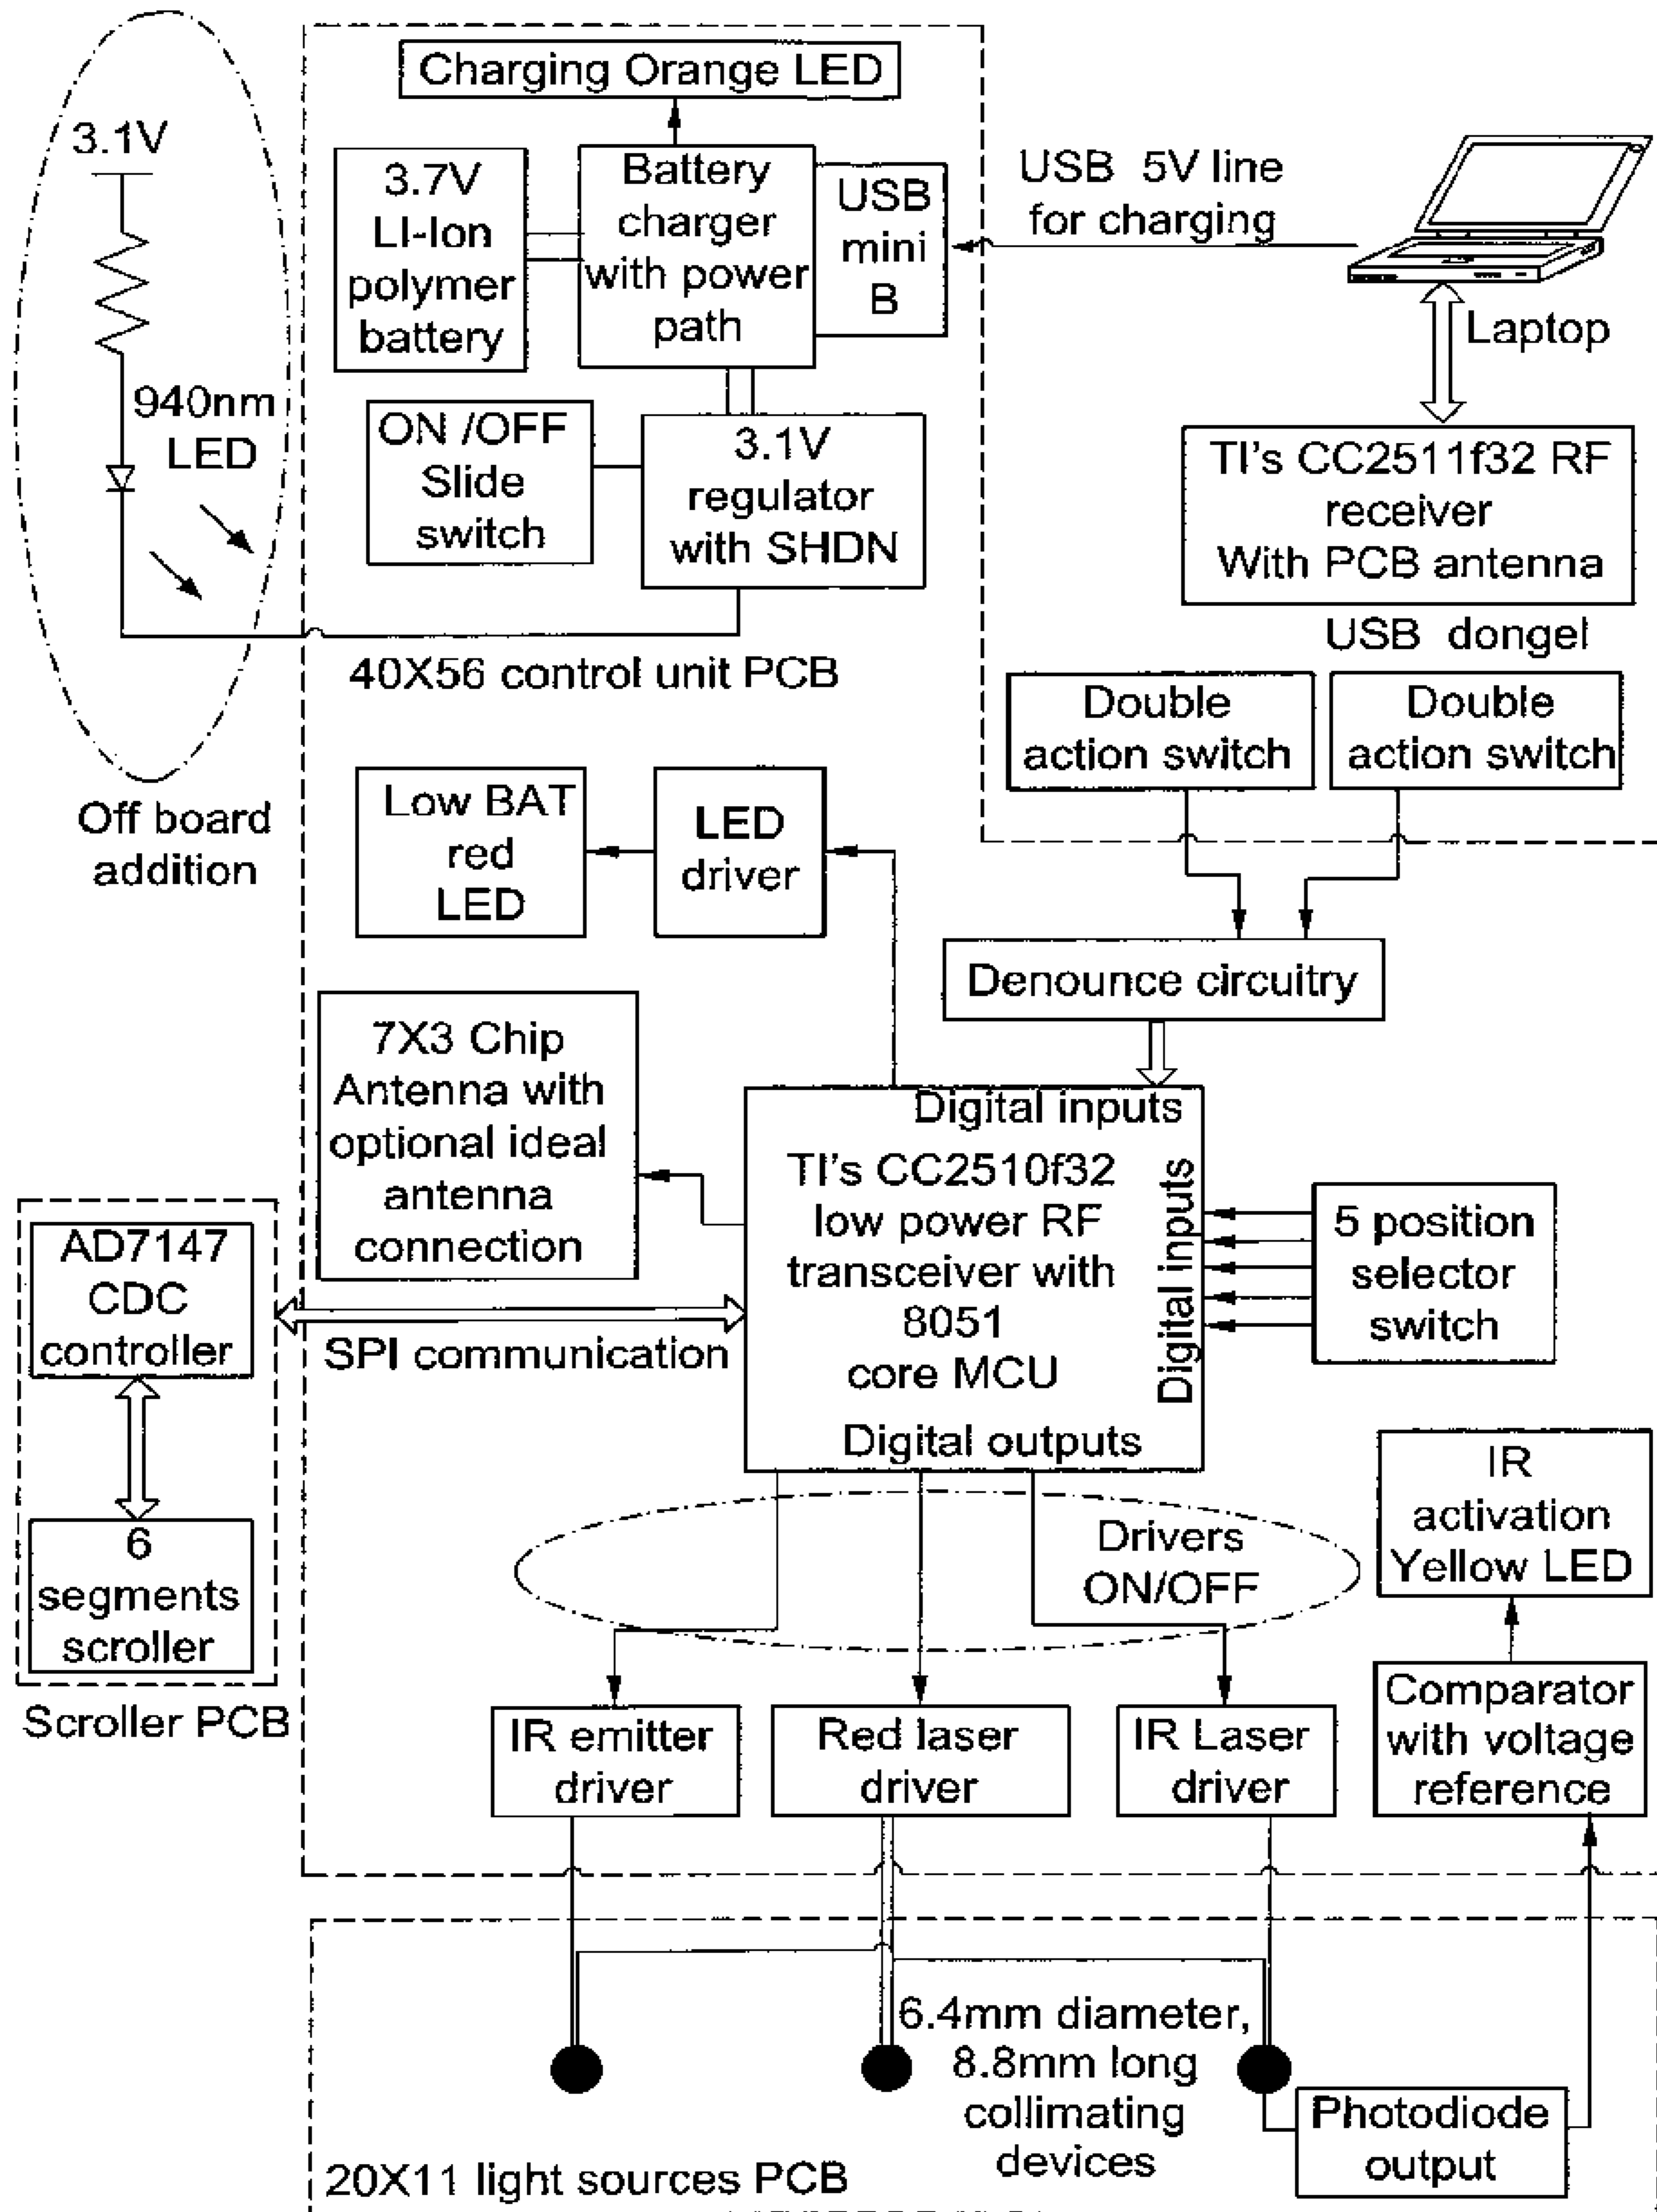 Charging Orange LED
3.1V
3.7V
LI-Ion
polymer
battery
Battery
charger
with power
path
USB
mini
B
USB 5V line
for charging
Laptop
940nm
LED
ON /OFF
Slide
switch
3.1V
regulator
with SHDN
TI's CC2511f32 RF
receiver
With PCB antenna
USB dongel
40X56 control unit PCB
Double
action switch
Double
action switch
Off board
addition
Low BAT
red
LED
LED
driver
Denounce circuitry
7X3 Chip
Antenna with
optional ideal
antenna
connection
Digital inputs
TI's CC2510f32
low power RF
transceiver with
8051
core MCU
Digital inputs
Digital outputs
5 position
selector
switch
AD7147
CDC
controller
SPI communication
6
segments
scroller
Scroller PCB
Drivers
ON/OFF
IR
activation
Yellow LED
IR emitter
driver
Red laser
driver
IR Laser
driver
Comparator
with voltage
reference
6.4mm diameter,
8.8mm long
collimating
devices
Photodiode
output
20X11 light sources PCB